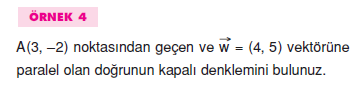 ÖRNEK 4
A(3, –2) noktasından geçen ve w⃗ = (4, 5) vektörüne
paralel olan doğrunun kapalı denklemini bulunuz.